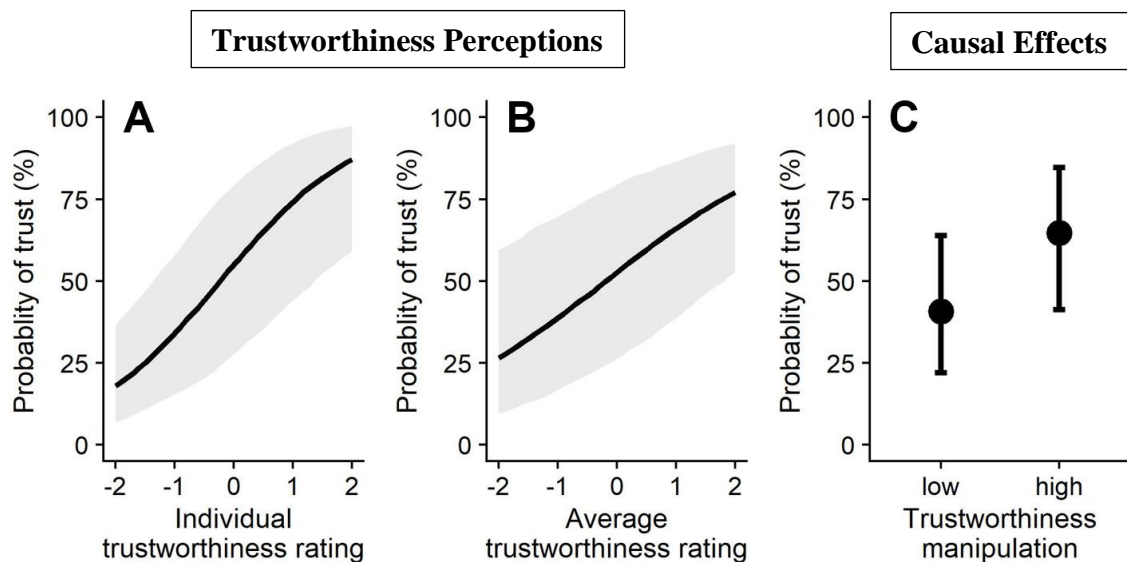 Trustworthiness Perceptions
Causal Effects
A
Probablity of trust (%)
100
75
50
25
0
-2 -1 0 1 2
Individual
trustworthiness rating
B
Probablity of trust (%)
100
75
50
25
0
-2 -1 0 1 2
Average
trustworthiness rating
C
Probablity of trust (%)
100
75
50
25
0
low high
Trustworthiness
manipulation